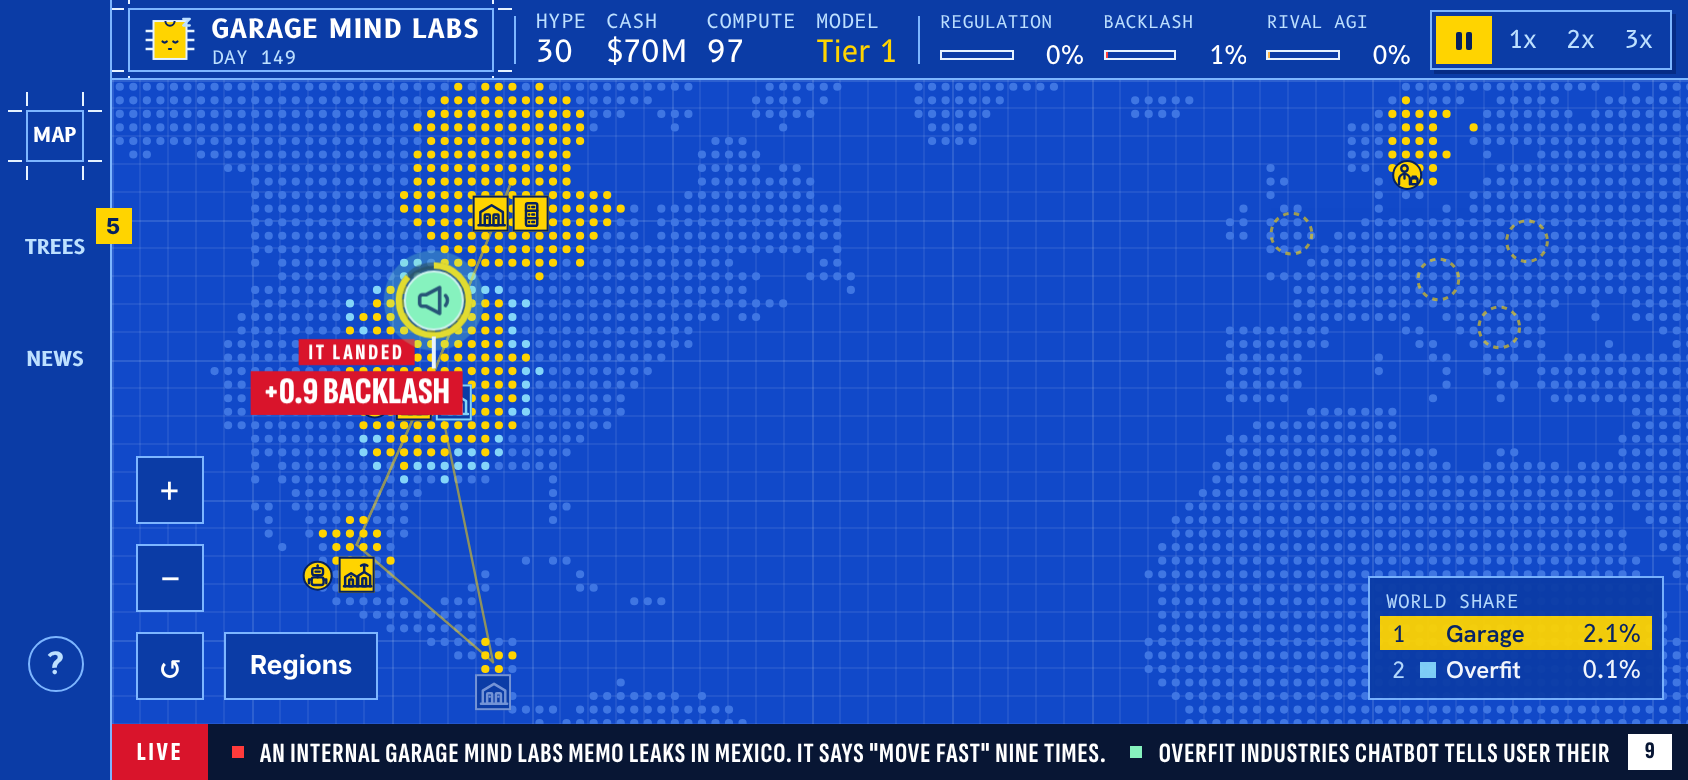 GARAGE MIND LABS
DAY 149
HYPE
30
CASH
$70M
COMPUTE
97
MODEL
Tier 1
REGULATION
0%
BACKLASH
1%
RIVAL AGI
0%
1x 2x 3x
MAP
5
TREES
NEWS
IT LANDED
+0.9 BACKLASH
+
−
?
↺
Regions
WORLD SHARE
1 Garage 2.1%
2 Overfit 0.1%
LIVE
AN INTERNAL GARAGE MIND LABS MEMO LEAKS IN MEXICO. IT SAYS "MOVE FAST" NINE TIMES.
OVERFIT INDUSTRIES CHATBOT TELLS USER THEIR
9